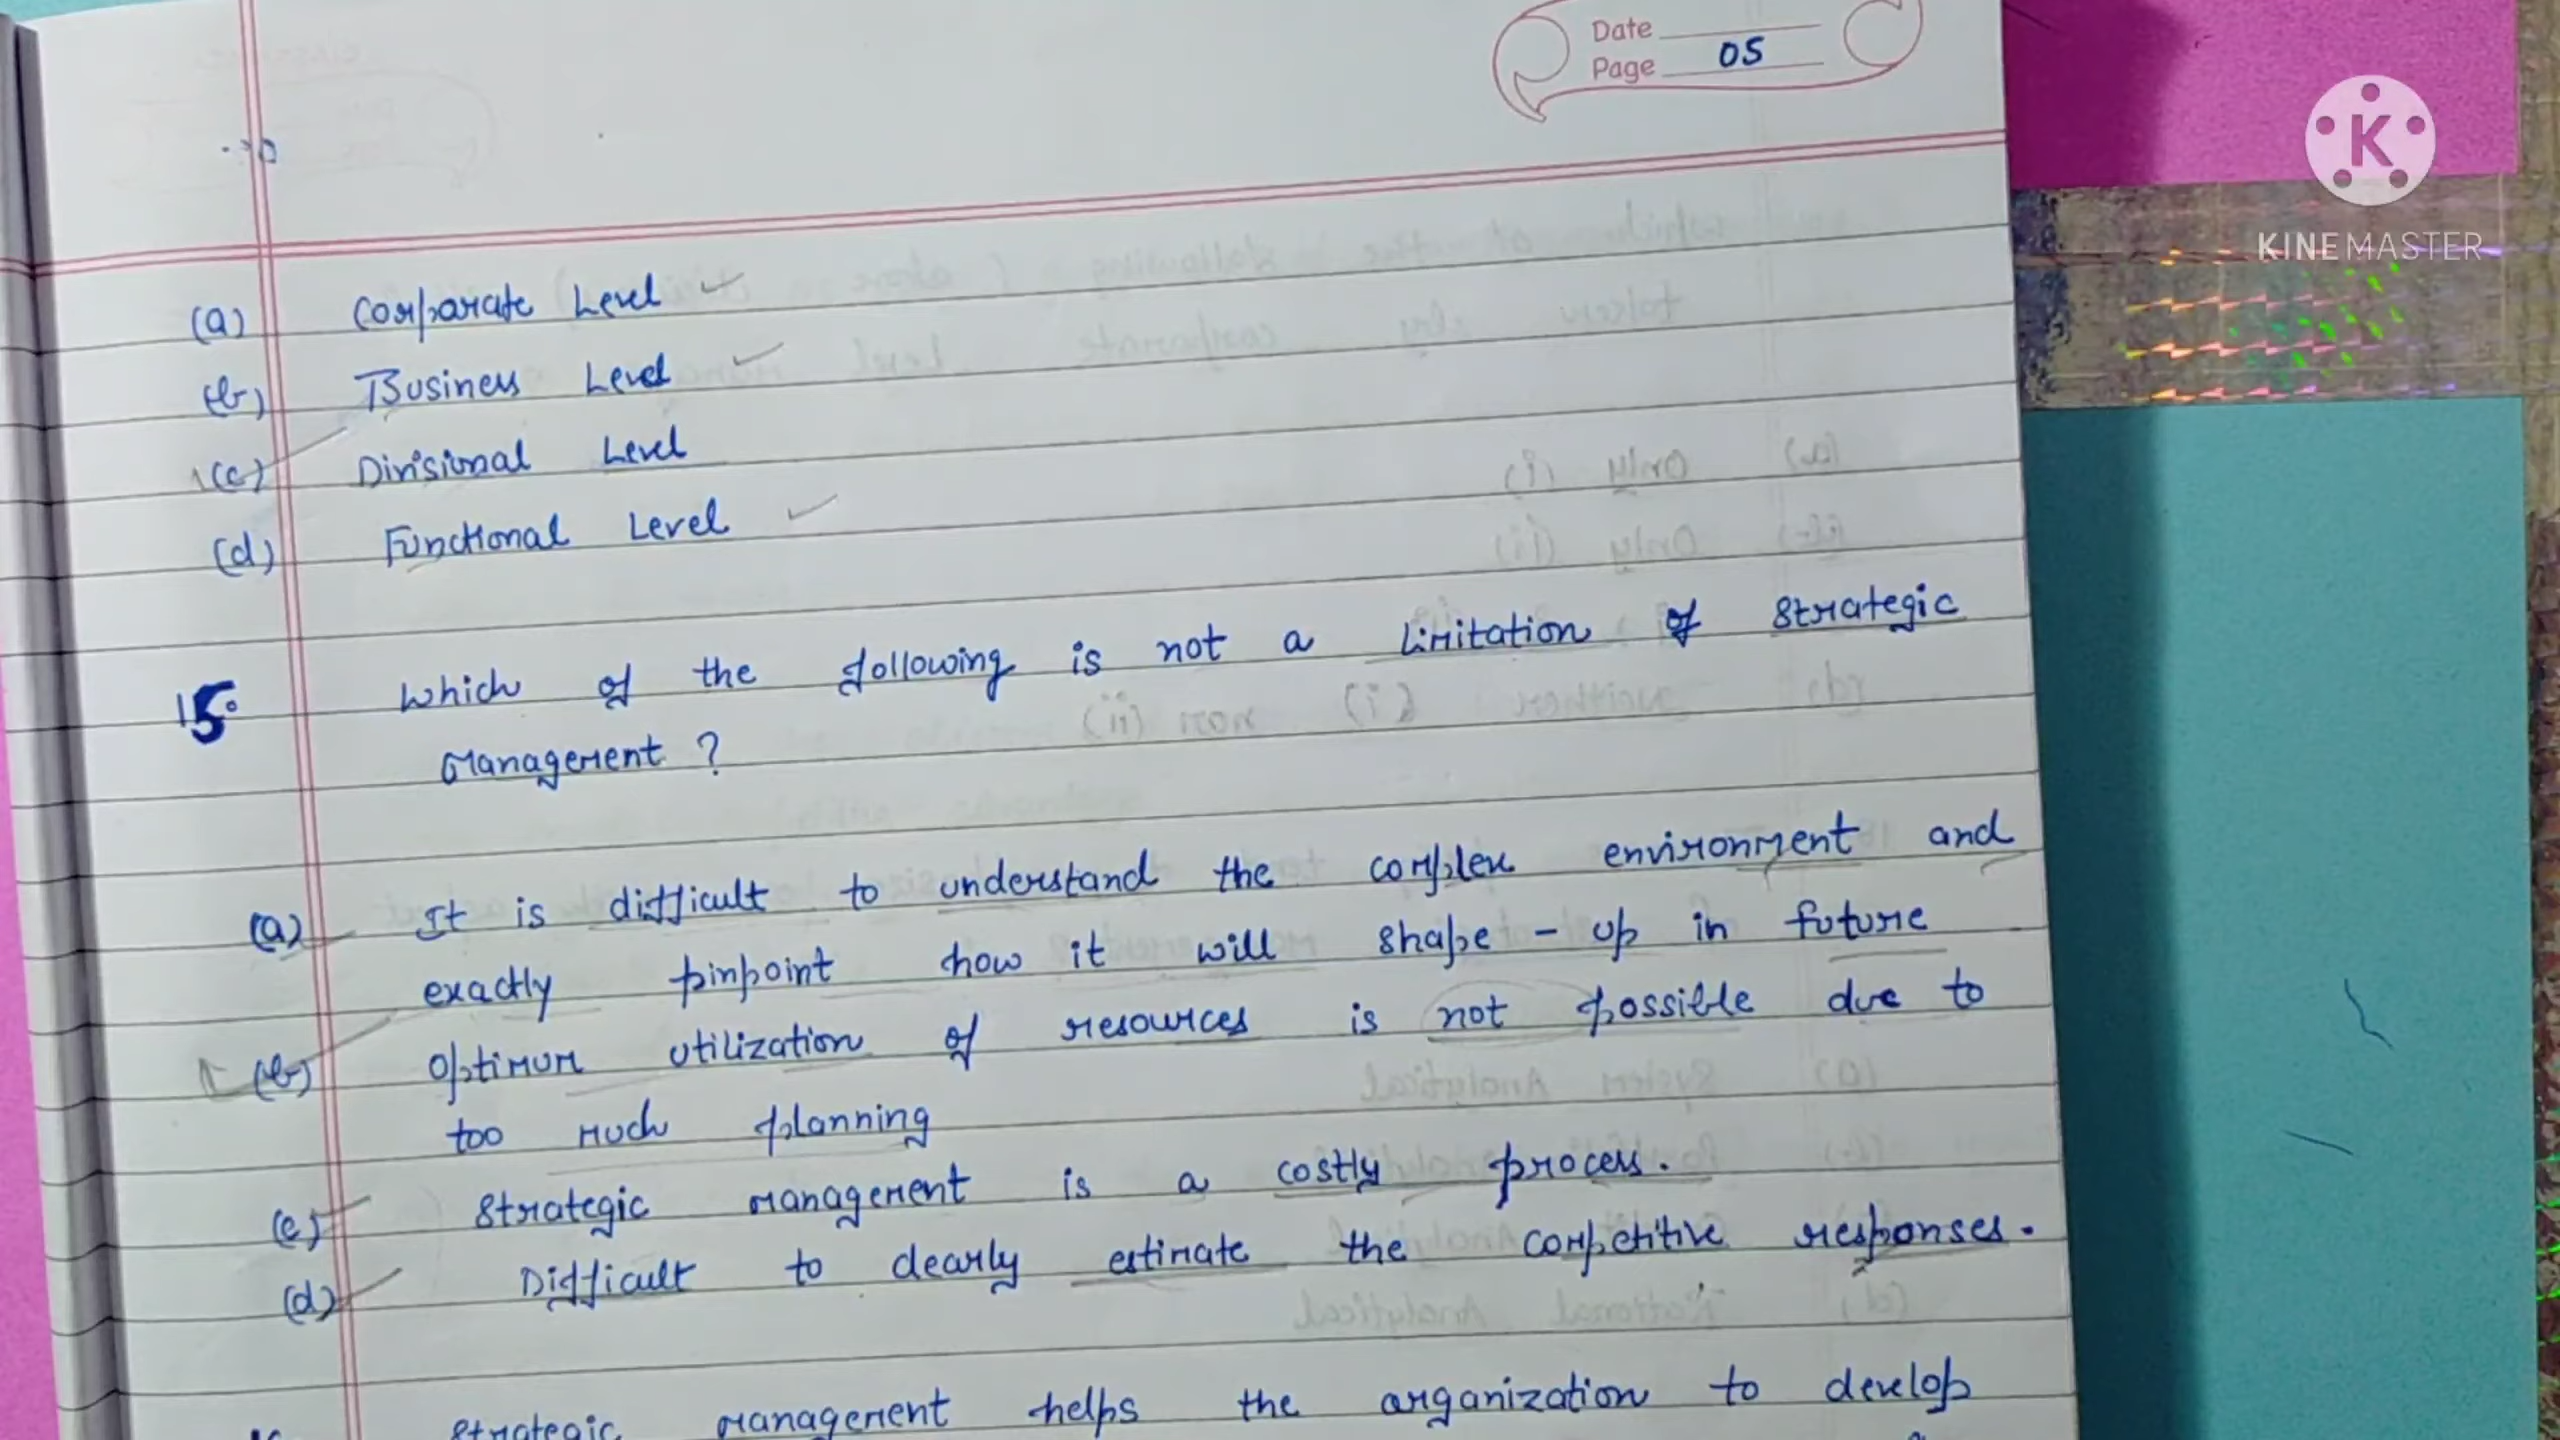 Date
Page 05
K
KINEMASTER
(a) Corporate Level
(b) Business Level
(c) Divisional Level
(d) Functional Level
15. Which of the following is not a limitation of strategic
management ?
(a) It is difficult to understand the complex environment and
exactly pinpoint how it will shape-up in future
(b) Optimum utilization of resources is not possible due to
too much planning
(c) Strategic management is a costly process.
(d) Difficult to clearly estimate the competitive responses.
Strategic management helps the organization to develop